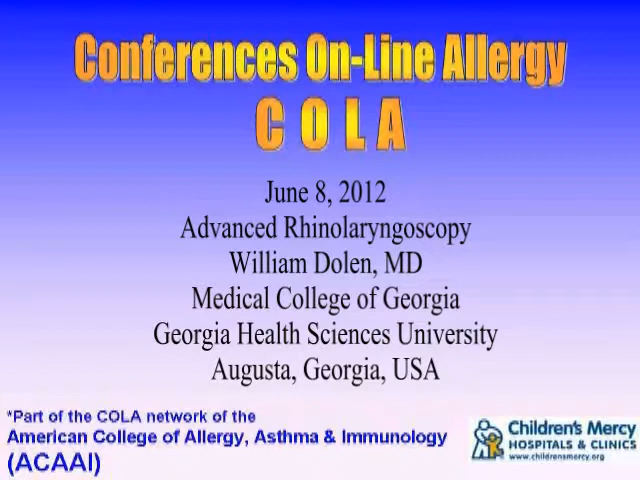 Conferences On-Line Allergy
C O L A
June 8, 2012
Advanced Rhinolaryngoscopy
William Dolen, MD
Medical College of Georgia
Georgia Health Sciences University
Augusta, Georgia, USA
*Part of the COLA network of the
American College of Allergy, Asthma & Immunology
(ACAAI)
Children's Mercy
HOSPITALS & CLINICS
www.childrensmercy.org